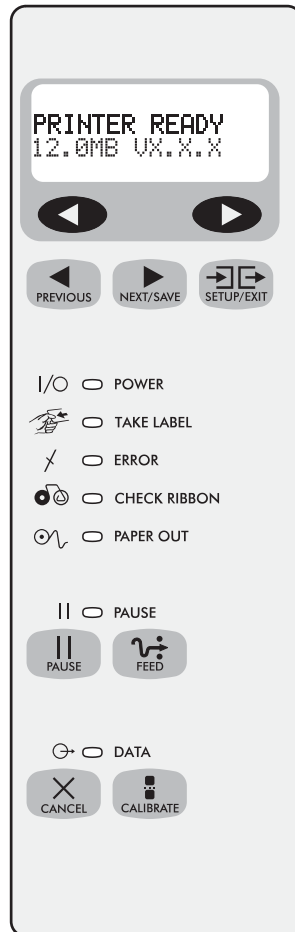 PRINTER READY
12.0MB VX.X.X
PREVIOUS NEXT/SAVE SETUP/EXIT
I/O POWER
TAKE LABEL
ERROR
CHECK RIBBON
PAPER OUT
PAUSE
PAUSE FEED
DATA
CANCEL CALIBRATE